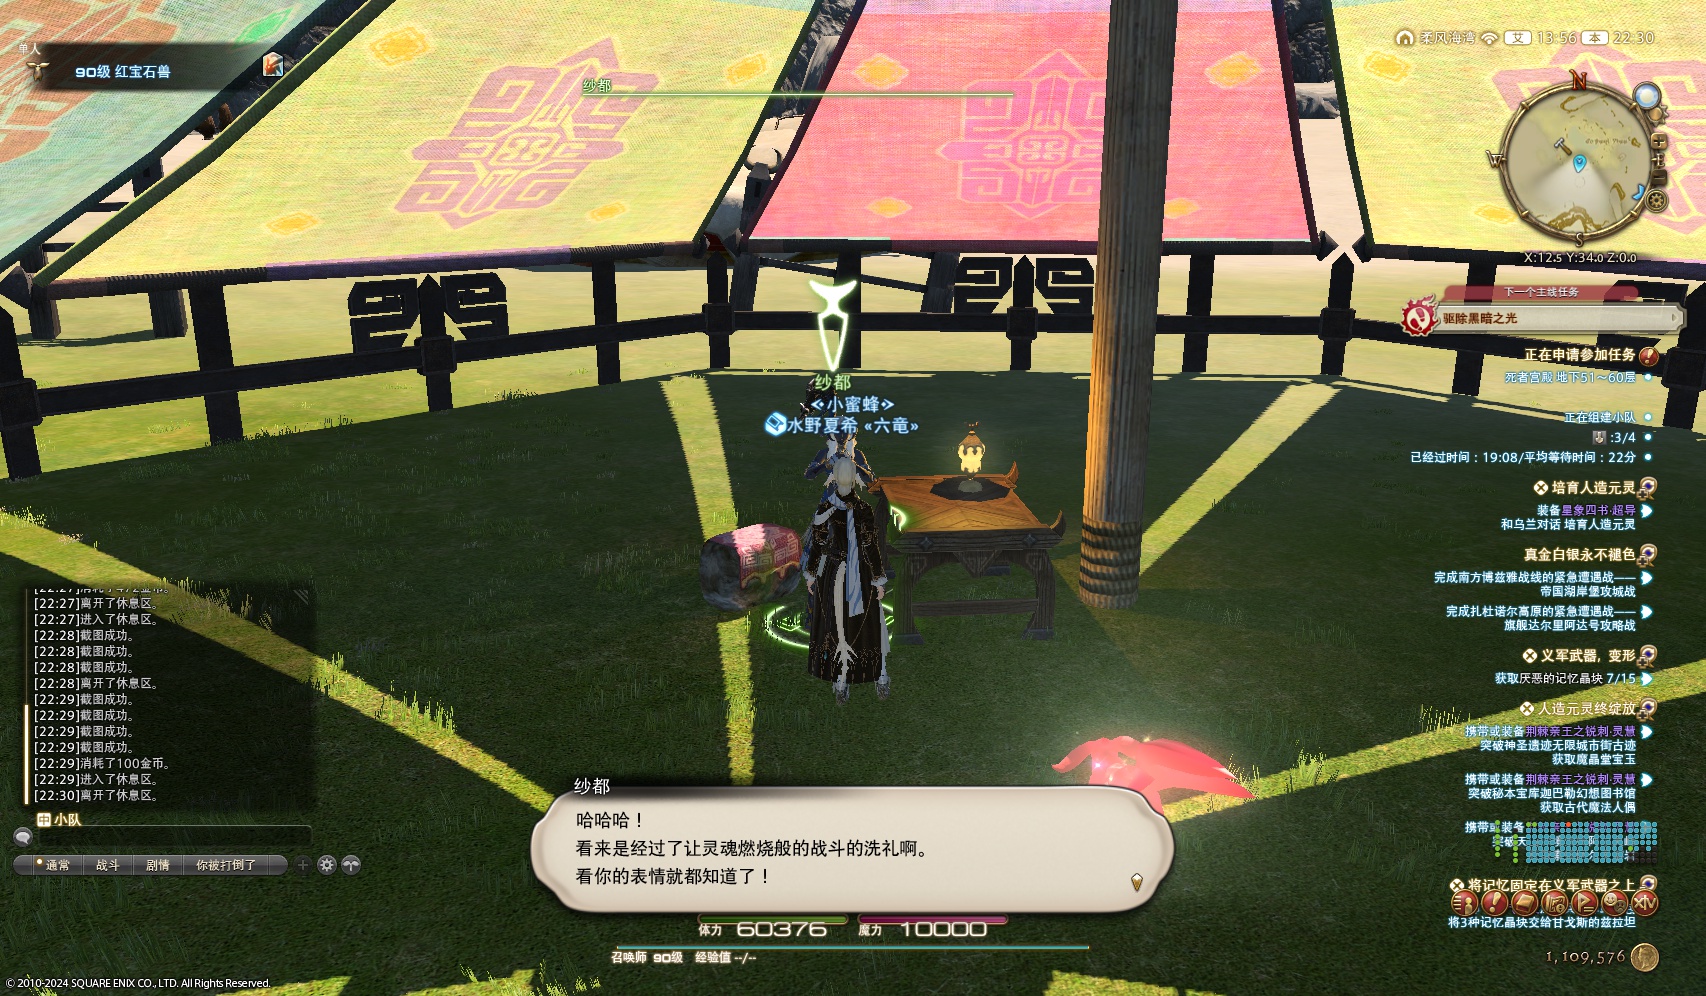 单人
90级 红宝石兽
纱都
柔风海湾 艾 13:56 本 22:30
N
W
S
X:12.5 Y:34.0 Z:0.0
下一个主线任务
驱除黑暗之光
正在申请参加任务
死者宫殿 地下51～60层
正在组建小队
:3/4
已经过时间：19:08/平均等待时间：22分
培育人造元灵
装备星象四书·超导
和乌兰对话 培育人造元灵
真金白银永不褪色
完成南方博兹雅战线的紧急遭遇战——
帝国湖岸堡攻城战
完成扎杜诺尔高原的紧急遭遇战——
旗舰达尔里阿达号攻略战
义军武器，变形
获取厌恶的记忆晶块 7/15
人造元灵终绽放
携带或装备荆棘亲王之锐刺·灵慧
突破神圣遗迹无限城市街古迹
获取魔晶堂宝玉
携带或装备荆棘亲王之锐刺·灵慧
突破秘本宝库迦巴勒幻想图书馆
获取古代魔法人偶
携带或装备
将记忆固定在义军武器之上
将3种记忆晶块交给甘戈斯的兹拉坦
1,109,576
纱都
‹小蜜蜂›
水野夏希 «六竜»
[22:27]消耗了472金币。
[22:27]离开了休息区。
[22:27]进入了休息区。
[22:28]截图成功。
[22:28]截图成功。
[22:28]截图成功。
[22:28]离开了休息区。
[22:29]截图成功。
[22:29]截图成功。
[22:29]截图成功。
[22:29]截图成功。
[22:29]消耗了100金币。
[22:29]进入了休息区。
[22:30]离开了休息区。
小队
通常 战斗 剧情 你被打倒了
纱都
哈哈哈！
看来是经过了让灵魂燃烧般的战斗的洗礼啊。
看你的表情就都知道了！
体力 60376 魔力 10000
召唤师 90级 经验值 --/--
© 2010-2024 SQUARE ENIX CO., LTD. All Rights Reserved.